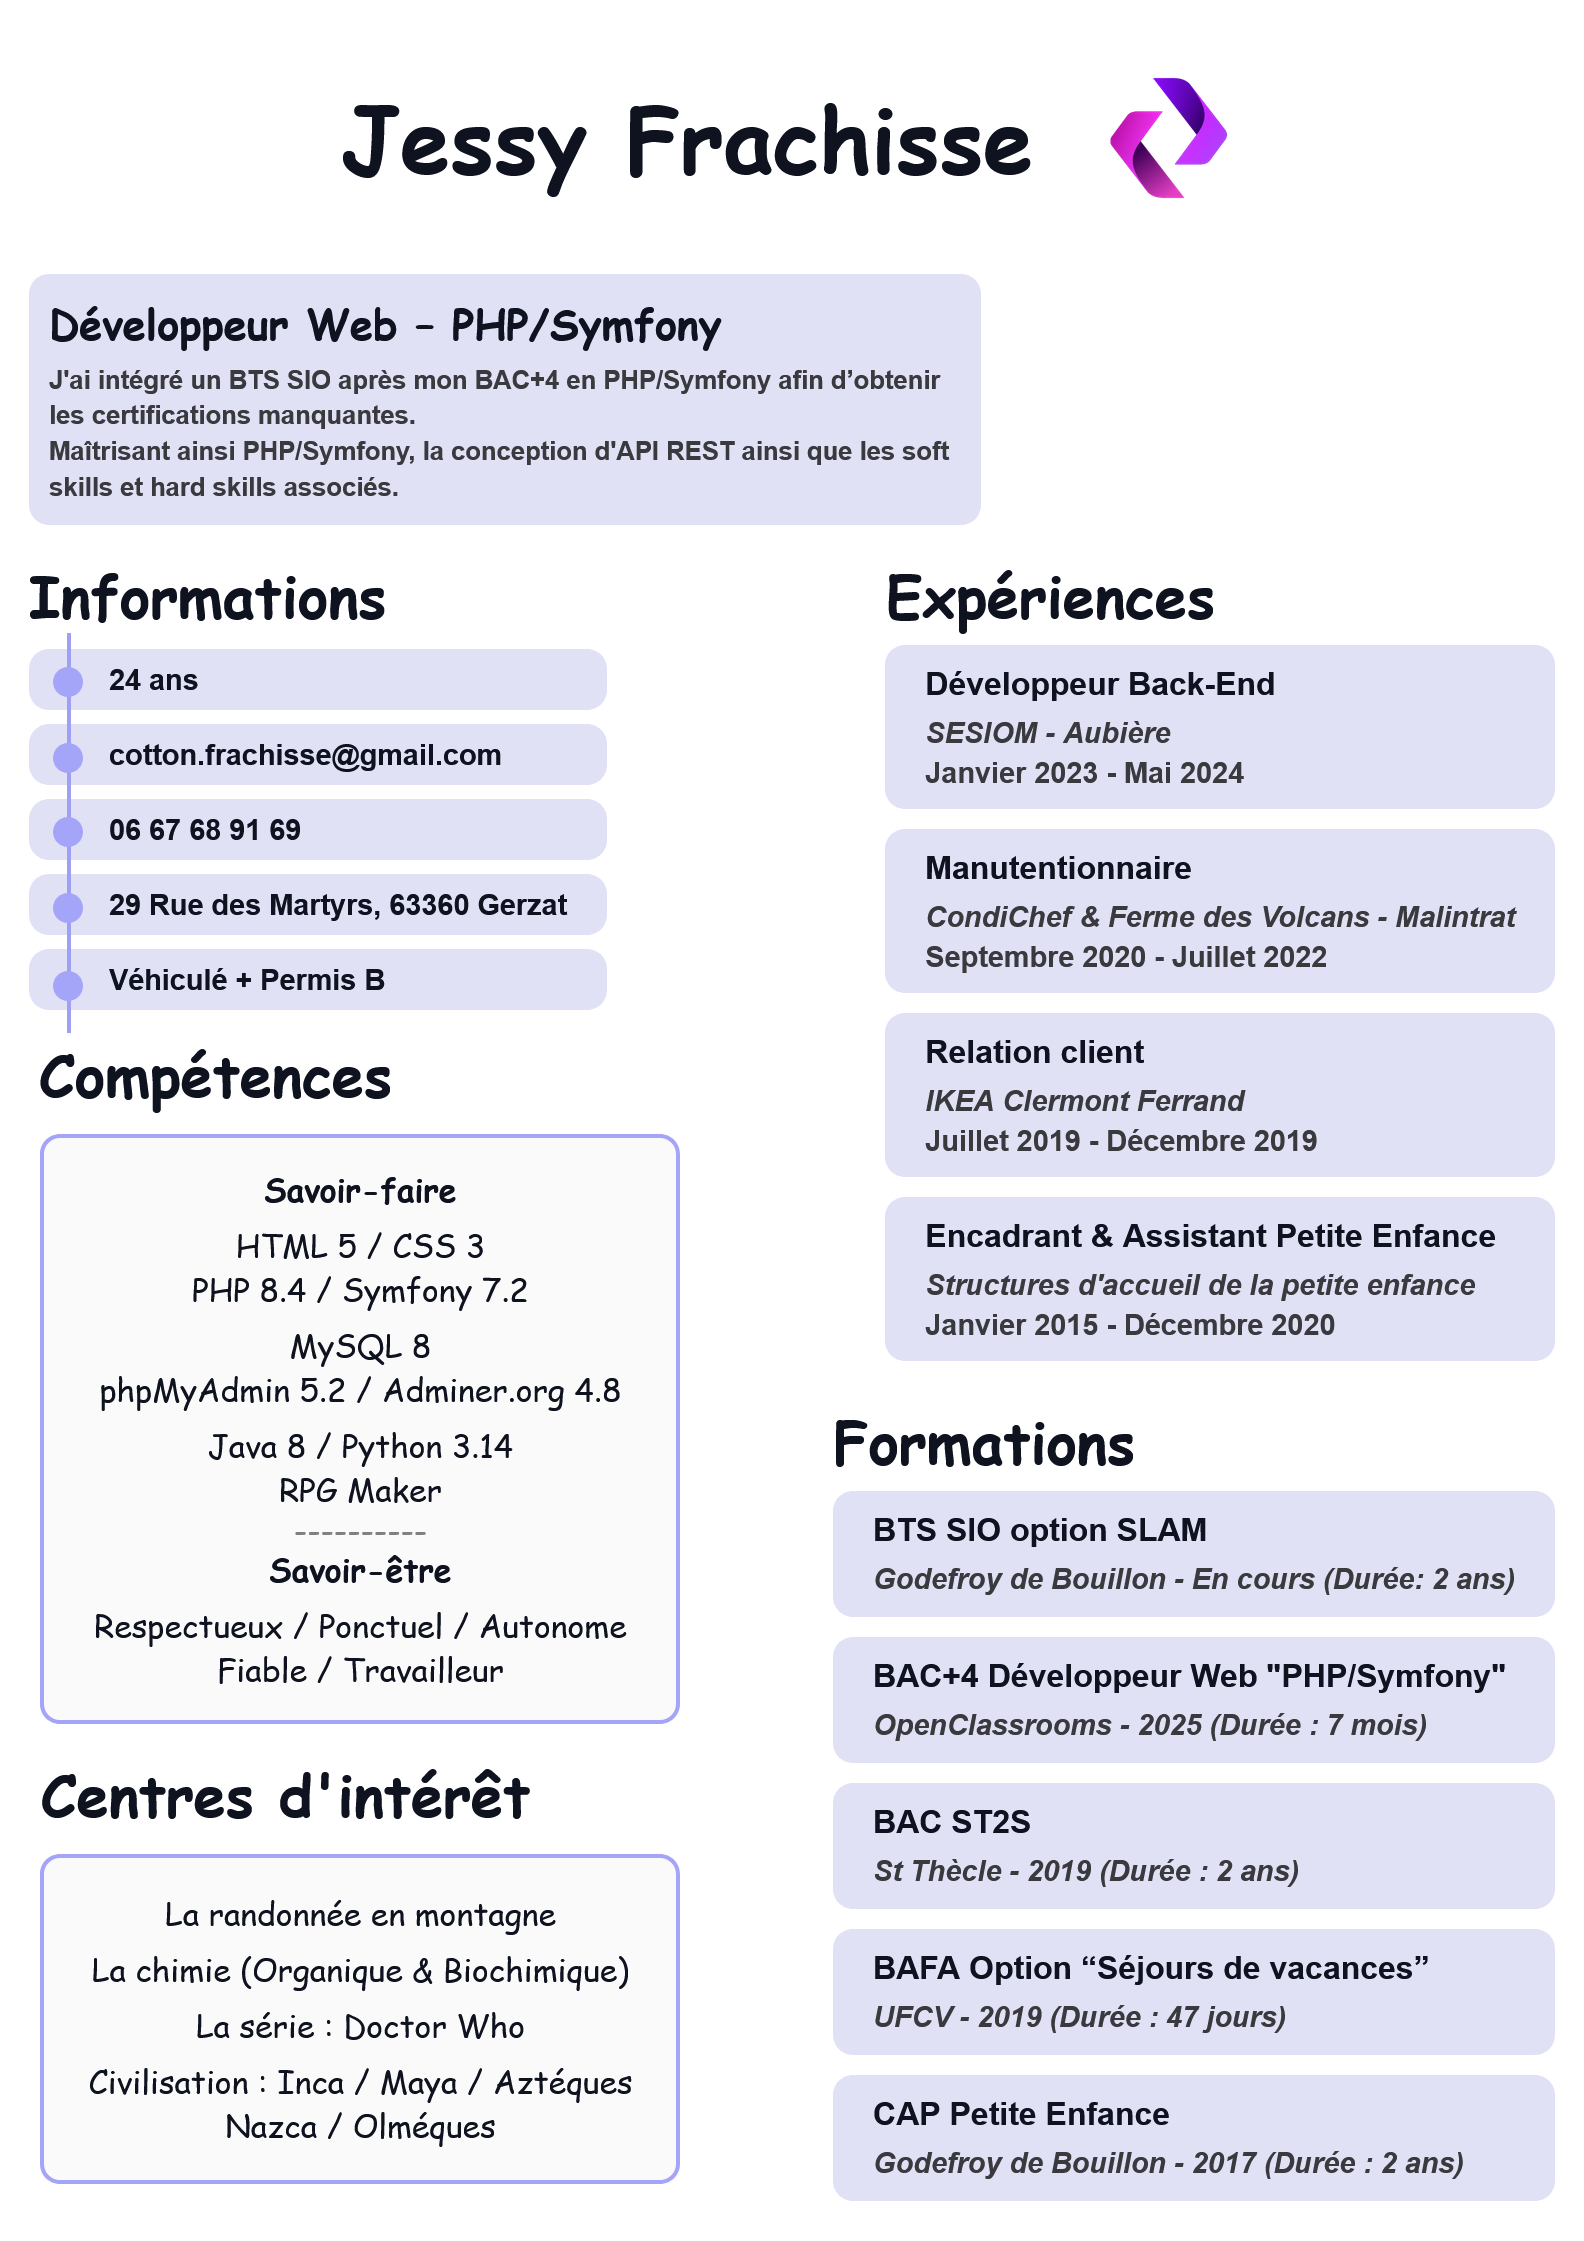 Jessy Frachisse
Développeur Web - PHP/Symfony
J'ai intégré un BTS SIO après mon BAC+4 en PHP/Symfony afin d’obtenir
les certifications manquantes.
Maîtrisant ainsi PHP/Symfony, la conception d'API REST ainsi que les soft
skills et hard skills associés.
Informations
24 ans
cotton.frachisse@gmail.com
06 67 68 91 69
29 Rue des Martyrs, 63360 Gerzat
Véhiculé + Permis B
Compétences
Savoir-faire
HTML 5 / CSS 3
PHP 8.4 / Symfony 7.2
MySQL 8
phpMyAdmin 5.2 / Adminer.org 4.8
Java 8 / Python 3.14
RPG Maker
----------
Savoir-être
Respectueux / Ponctuel / Autonome
Fiable / Travailleur
Centres d'intérêt
La randonnée en montagne
La chimie (Organique & Biochimique)
La série : Doctor Who
Civilisation : Inca / Maya / Aztéques
Nazca / Olméques
Expériences
Développeur Back-End
SESIOM - Aubière
Janvier 2023 - Mai 2024
Manutentionnaire
CondiChef & Ferme des Volcans - Malintrat
Septembre 2020 - Juillet 2022
Relation client
IKEA Clermont Ferrand
Juillet 2019 - Décembre 2019
Encadrant & Assistant Petite Enfance
Structures d'accueil de la petite enfance
Janvier 2015 - Décembre 2020
Formations
BTS SIO option SLAM
Godefroy de Bouillon - En cours (Durée: 2 ans)
BAC+4 Développeur Web "PHP/Symfony"
OpenClassrooms - 2025 (Durée : 7 mois)
BAC ST2S
St Thècle - 2019 (Durée : 2 ans)
BAFA Option “Séjours de vacances”
UFCV - 2019 (Durée : 47 jours)
CAP Petite Enfance
Godefroy de Bouillon - 2017 (Durée : 2 ans)